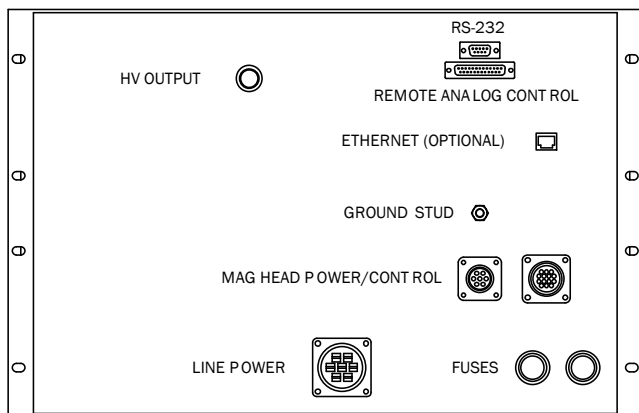 RS-232
HV OUTPUT
REMOTE ANALOG CONTROL
ETHERNET (OPTIONAL)
GROUND STUD
MAG HEAD POWER/CONTROL
LINE POWER
FUSES